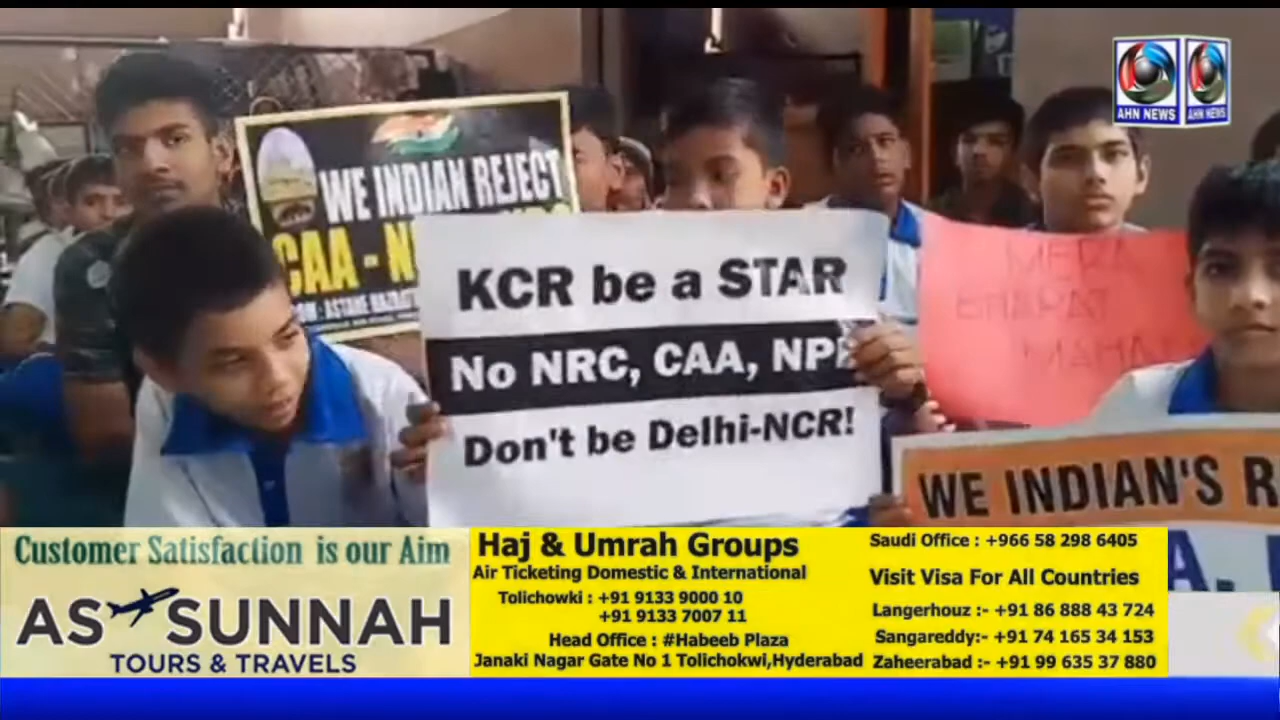 AHN NEWS
AHN NEWS
WE INDIAN REJECT
CAA - N
KCR be a STAR
No NRC, CAA, NP
Don't be Delhi-NCR!
MERA
BHARAT
MAHA
WE INDIAN'S R
A.
Customer Satisfaction is our Aim
AS SUNNAH
TOURS & TRAVELS
Haj & Umrah Groups
Air Ticketing Domestic & International
Tolichowki : +91 9133 9000 10
+91 9133 7007 11
Head Office : #Habeeb Plaza
Janaki Nagar Gate No 1 Tolichokwi,Hyderabad
Saudi Office : +966 58 298 6405
Visit Visa For All Countries
Langerhouz :- +91 86 888 43 724
Sangareddy:- +91 74 165 34 153
Zaheerabad :- +91 99 635 37 880